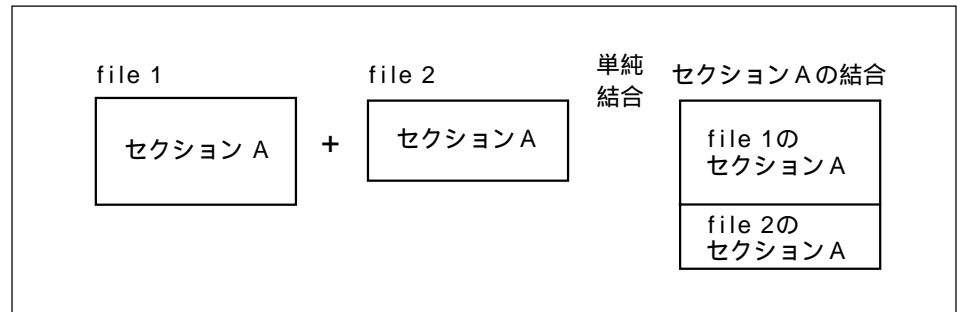 file 1
file 2
単純
結合
セクションAの結合
セクション A
+
セクションA
file 1の
セクションA
file 2の
セクションA